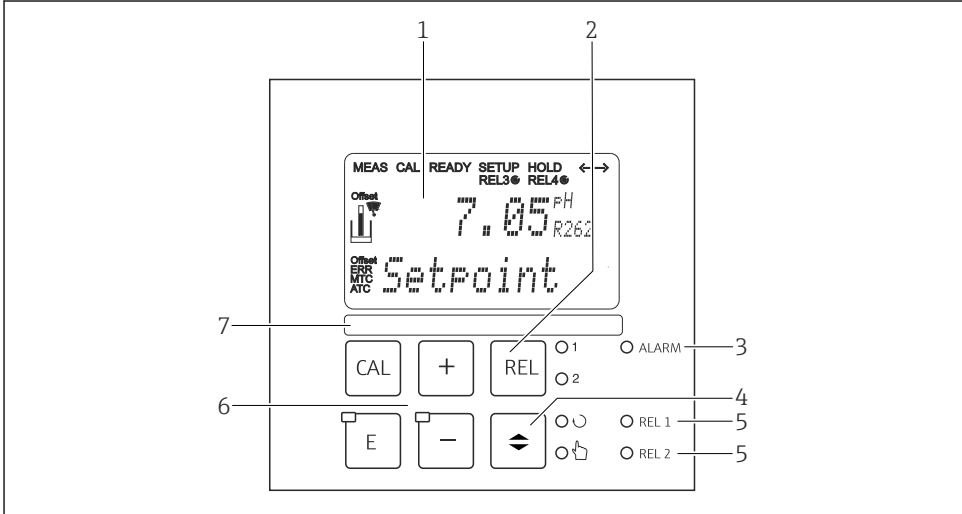 1 2
MEAS CAL READY SETUP HOLD
REL3 REL4
Offset
7.05 pH
R262
Offset
ERR
MTC
ATC
Setpoint
7
CAL + REL 1 ALARM 3
2
4
6
E − REL 1 5
REL 2 5